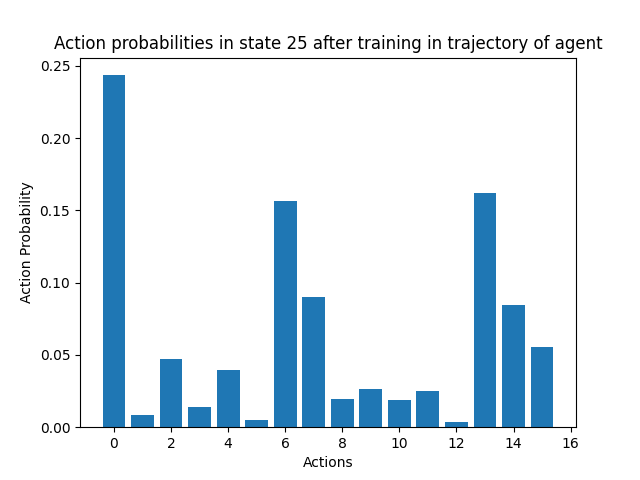 Action probabilities in state 25 after training in trajectory of agent
0.25
0.20
0.15
0.10
0.05
0.00
Action Probability
0 2 4 6 8 10 12 14 16
Actions